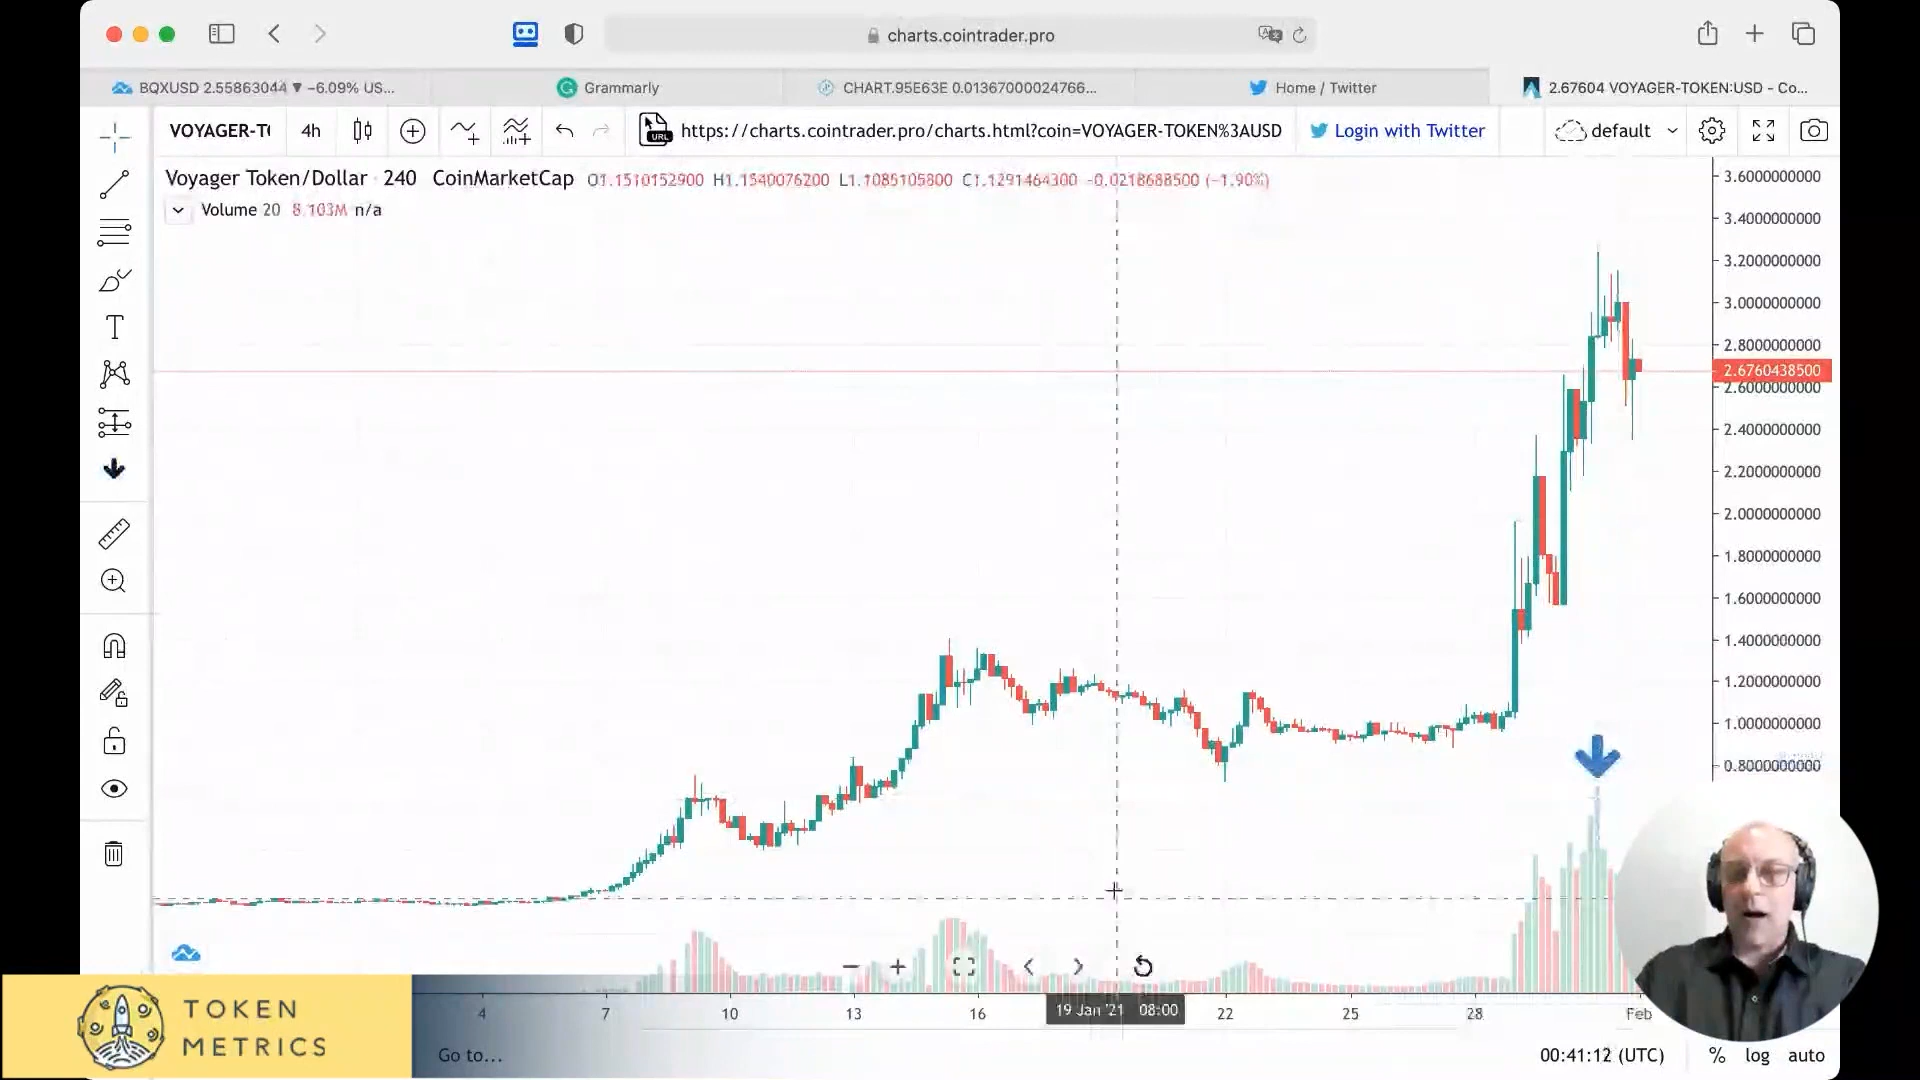 charts.cointrader.pro
BQXUSD 2.55863044 ▼ −6.09% US...
Grammarly
CHART.95E63E 0.01367000024766...
Home / Twitter
2.67604 VOYAGER-TOKEN:USD - Co...
VOYAGER-T(
4h
URL
https://charts.cointrader.pro/charts.html?coin=VOYAGER-TOKEN%3AUSD
Login with Twitter
default
Voyager Token/Dollar · 240 CoinMarketCap O1.1510152900 H1.1540076200 L1.1085105800 C1.1291464300 -0.0218688500 (−1.90%)
Volume 20 8.103M n/a
3.6000000000
3.4000000000
3.2000000000
3.0000000000
2.8000000000
2.6760438500
2.6000000000
2.4000000000
2.2000000000
2.0000000000
1.8000000000
1.6000000000
1.4000000000
1.2000000000
1.0000000000
0.8000000000
4 7 10 13 16 19 Jan '21 08:00 22 25 28 Feb
TOKEN
METRICS
Go to...
00:41:12 (UTC) % log auto